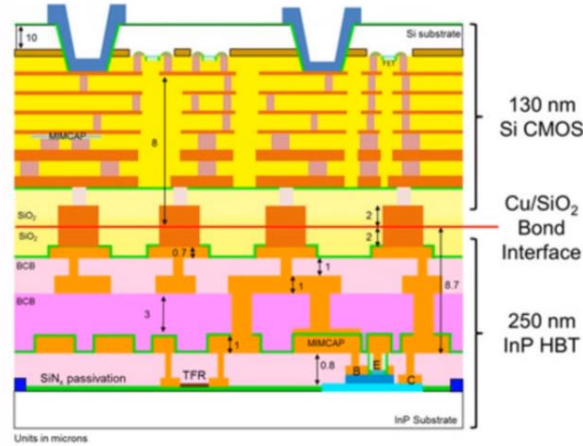 10
Si substrate
FET
130 nm
Si CMOS
8
MIMCAP
SiO₂
SiO₂
2
2
Cu/SiO₂
Bond
Interface
0.7
BCB
1
1
8.7
BCB
3
1
MIMCAP
250 nm
InP HBT
0.8
B
E
C
SiNₓ passivation
TFR
InP Substrate
Units in microns